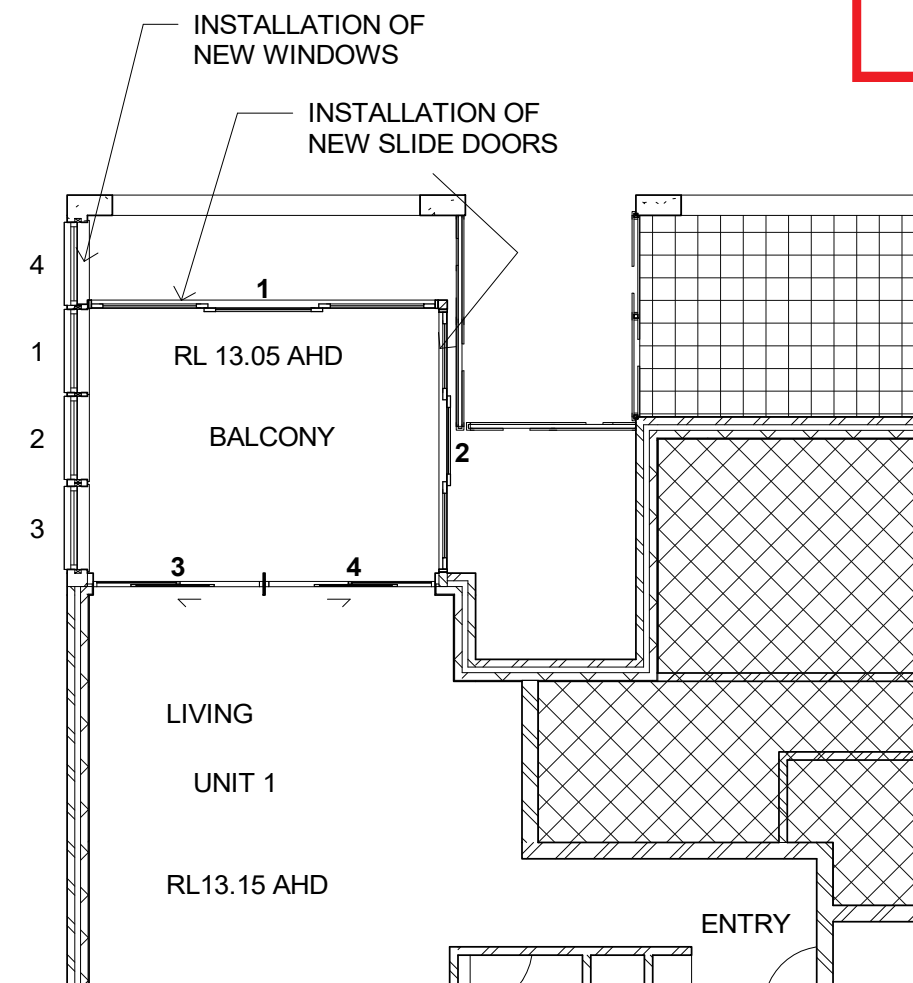 INSTALLATION OF
NEW WINDOWS
INSTALLATION OF
NEW SLIDE DOORS
4
1
1
RL 13.05 AHD
BALCONY
2
2
3
3
4
LIVING
UNIT 1
RL13.15 AHD
ENTRY